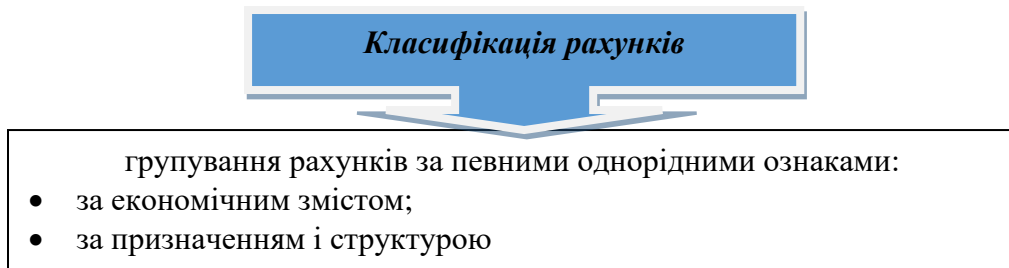 Класифікація рахунків
групування рахунків за певними однорідними ознаками:
• за економічним змістом;
• за призначенням і структурою